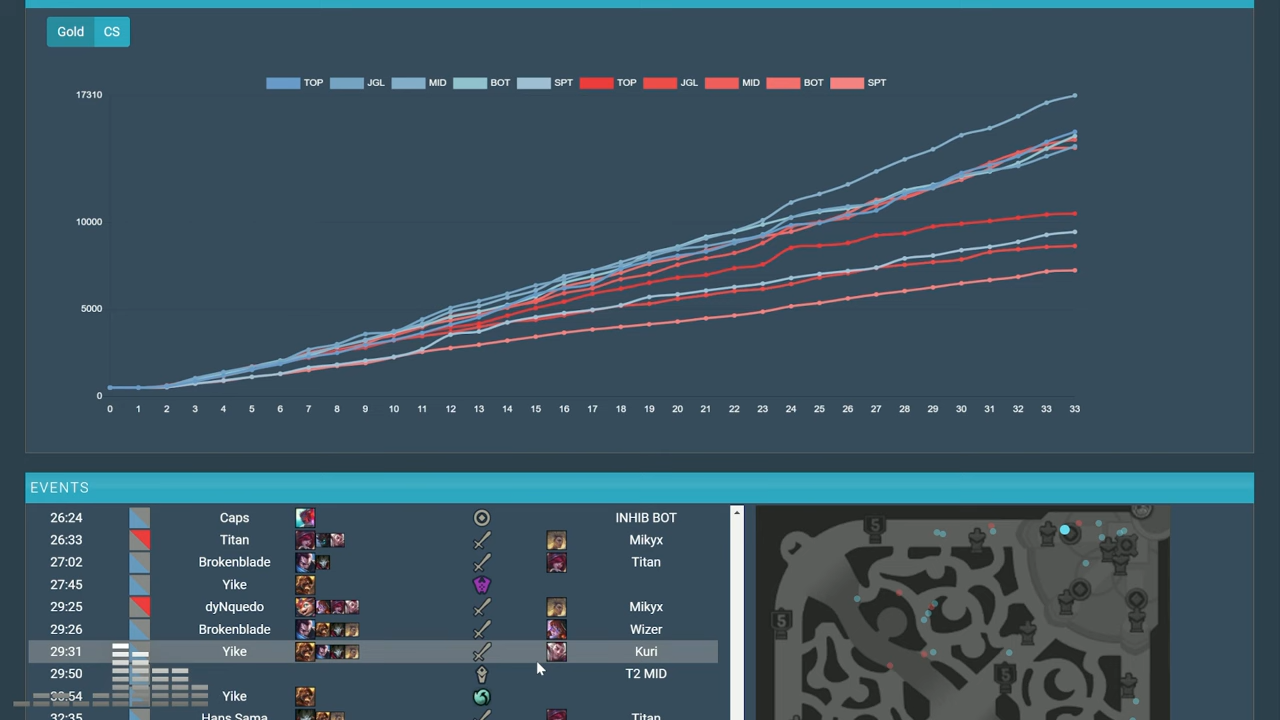 Gold CS
TOP JGL MID BOT SPT TOP JGL MID BOT SPT
17310
10000
5000
0
0 1 2 3 4 5 6 7 8 9 10 11 12 13 14 15 16 17 18 19 20 21 22 23 24 25 26 27 28 29 30 31 32 33 33
EVENTS
26:24 Caps INHIB BOT
26:33 Titan Mikyx
27:02 Brokenblade Titan
27:45 Yike
29:25 dyNquedo Mikyx
29:26 Brokenblade Wizer
29:31 Yike Kuri
29:50 T2 MID
Yike
32:35 Hans Sama Titan
5
5
5